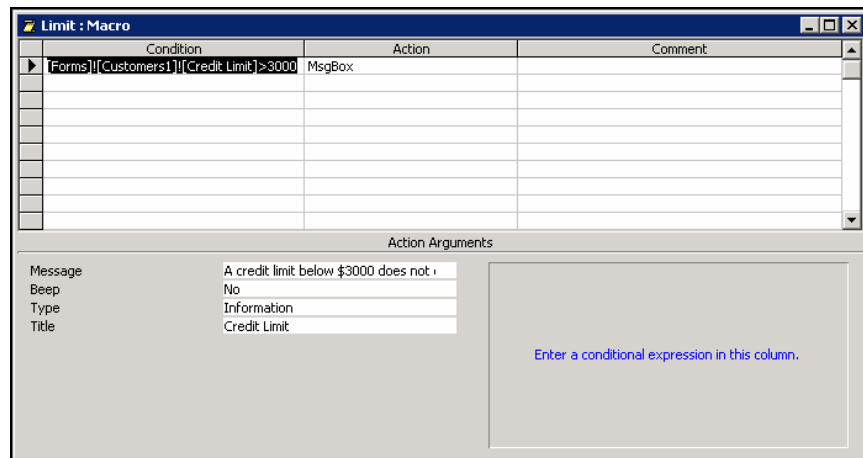 Limit : Macro
Condition Action Comment
[Forms]![Customers1]![Credit Limit]>3000 MsgBox
Action Arguments
Message A credit limit below $3000 does not
Beep No
Type Information
Title Credit Limit
Enter a conditional expression in this column.